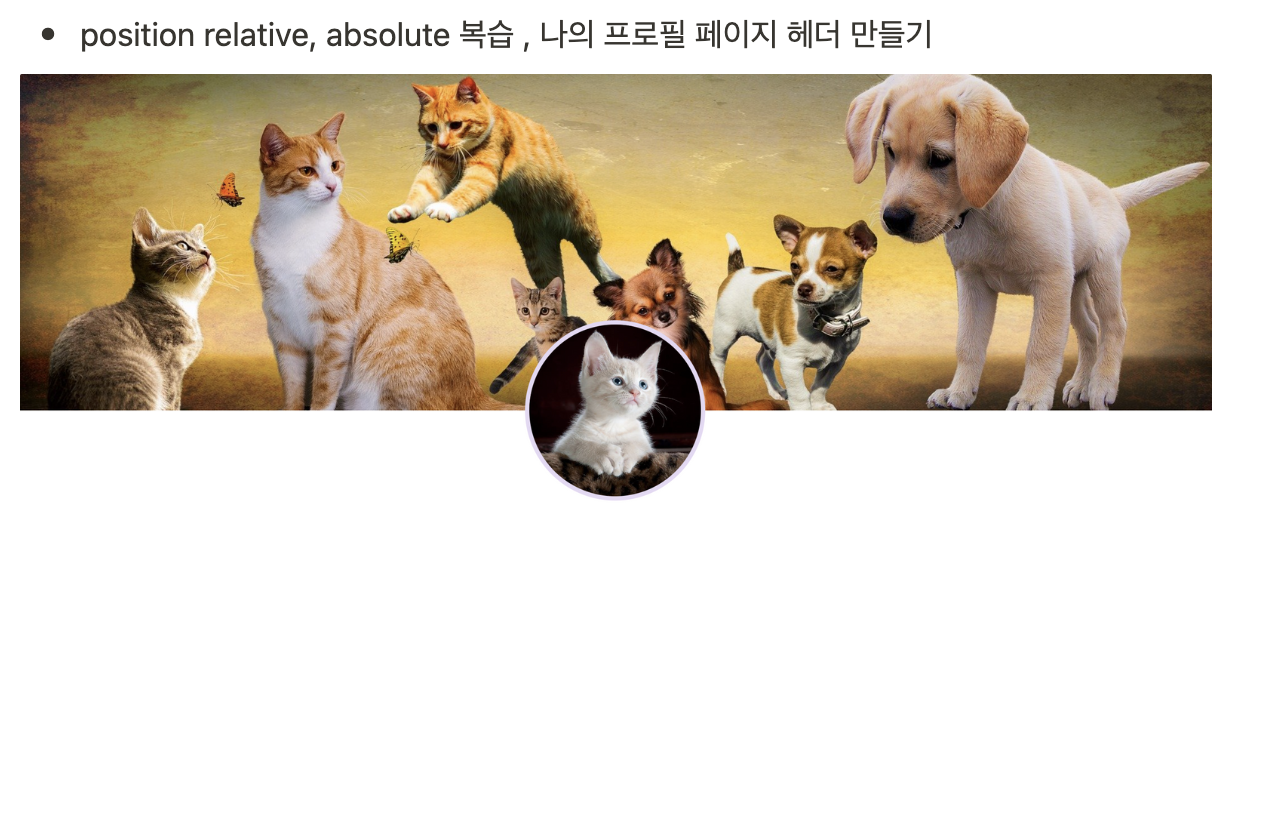 • position relative, absolute 복습 , 나의 프로필 페이지 헤더 만들기